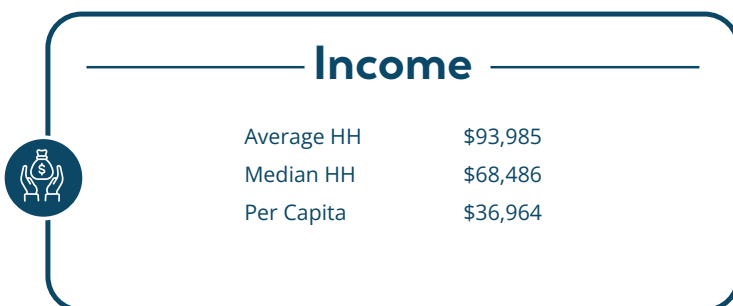 Income
Average HH $93,985
Median HH $68,486
Per Capita $36,964
$